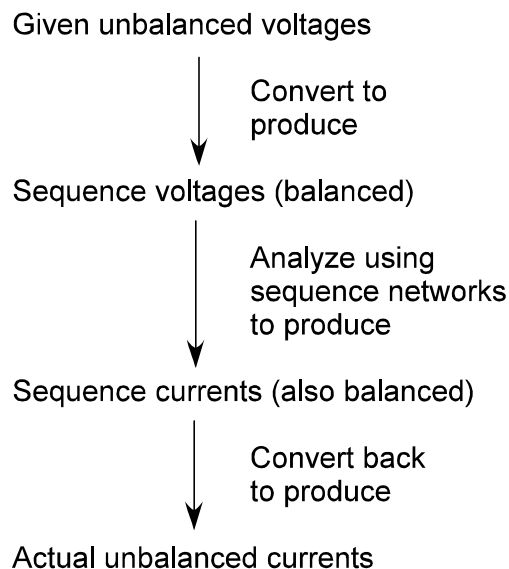 Given unbalanced voltages
Convert to
produce
Sequence voltages (balanced)
Analyze using
sequence networks
to produce
Sequence currents (also balanced)
Convert back
to produce
Actual unbalanced currents